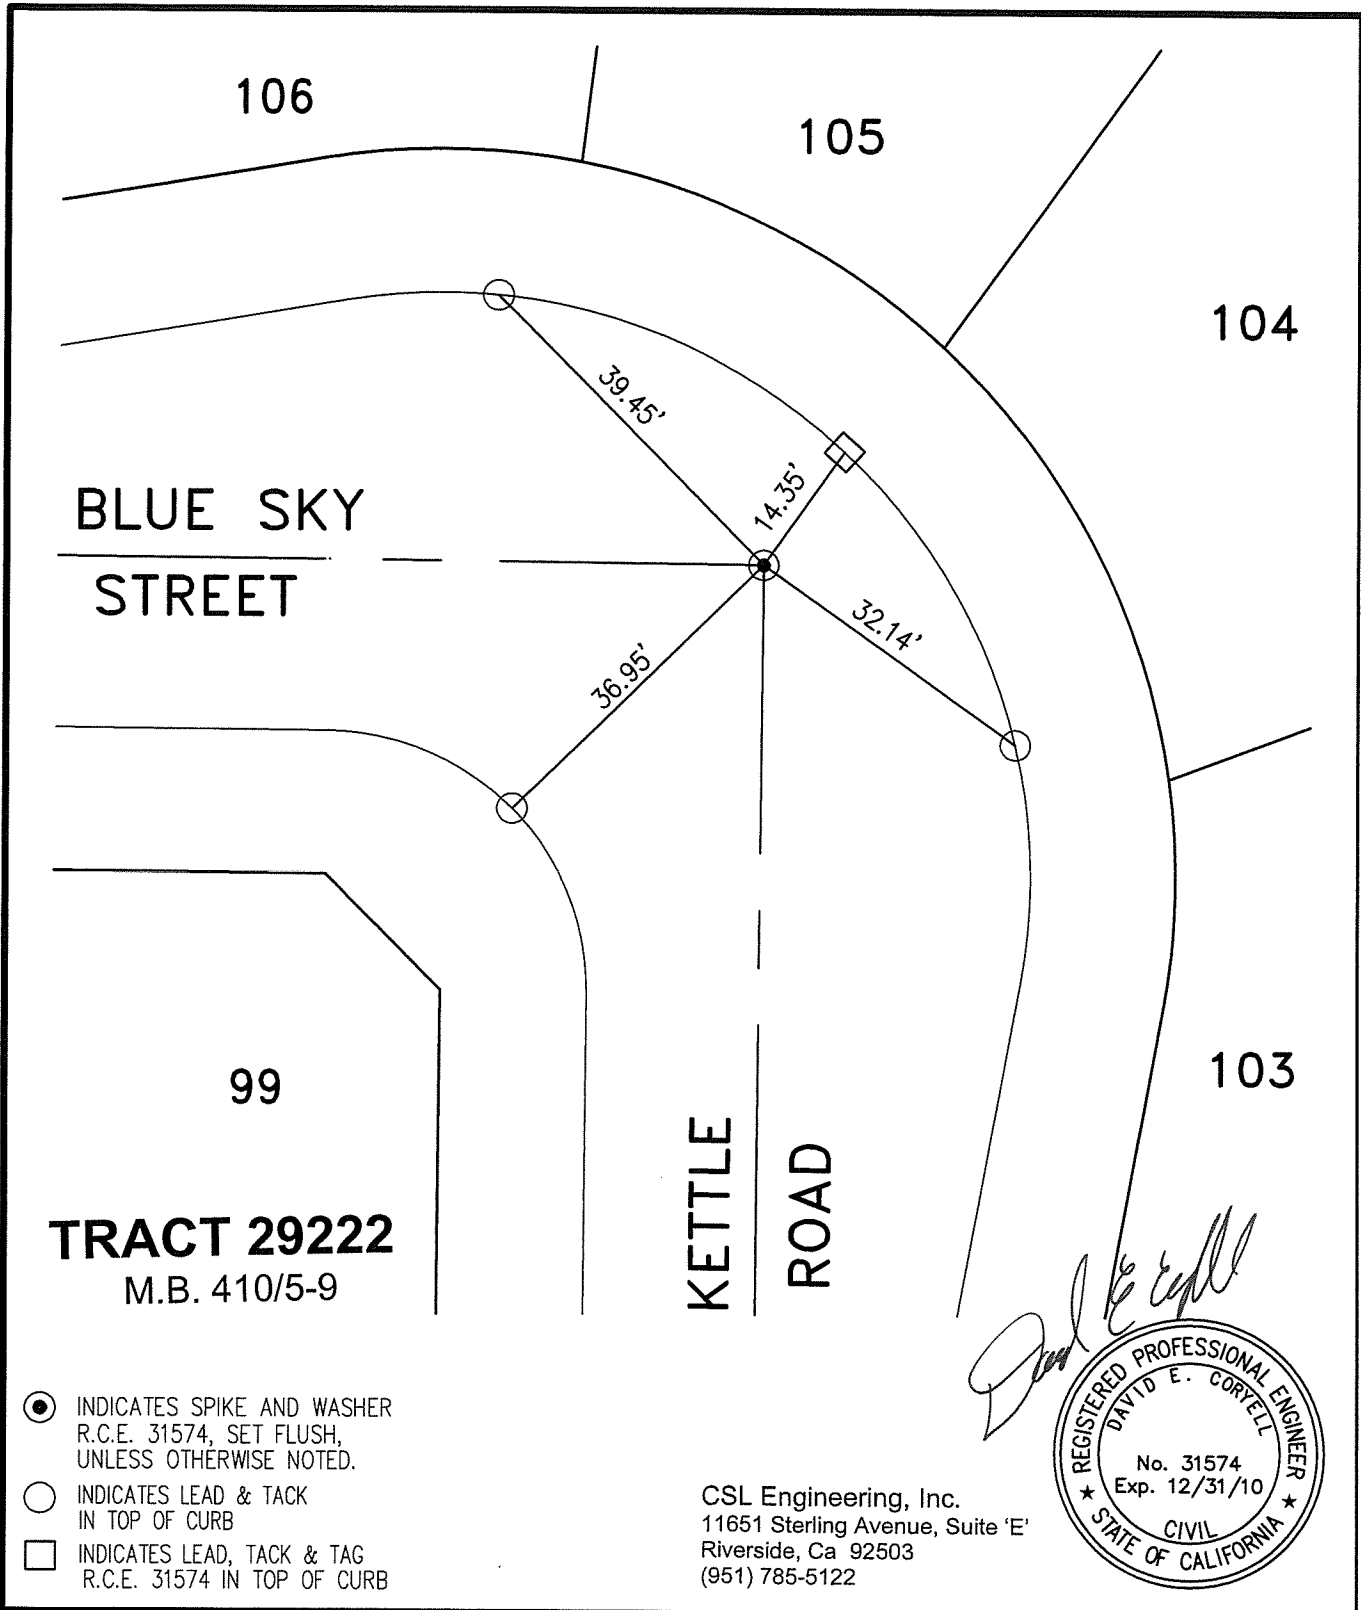 106
105
104
39.45'
14.35'
BLUE SKY
STREET
32.14'
36.95'
99
103
KETTLE
ROAD
TRACT 29222
M.B. 410/5-9
INDICATES SPIKE AND WASHER
R.C.E. 31574, SET FLUSH,
UNLESS OTHERWISE NOTED.
INDICATES LEAD & TACK
IN TOP OF CURB
INDICATES LEAD, TACK & TAG
R.C.E. 31574 IN TOP OF CURB
CSL Engineering, Inc.
11651 Sterling Avenue, Suite 'E'
Riverside, Ca 92503
(951) 785-5122
REGISTERED PROFESSIONAL ENGINEER
DAVID E. CORYELL
No. 31574
Exp. 12/31/10
CIVIL
STATE OF CALIFORNIA